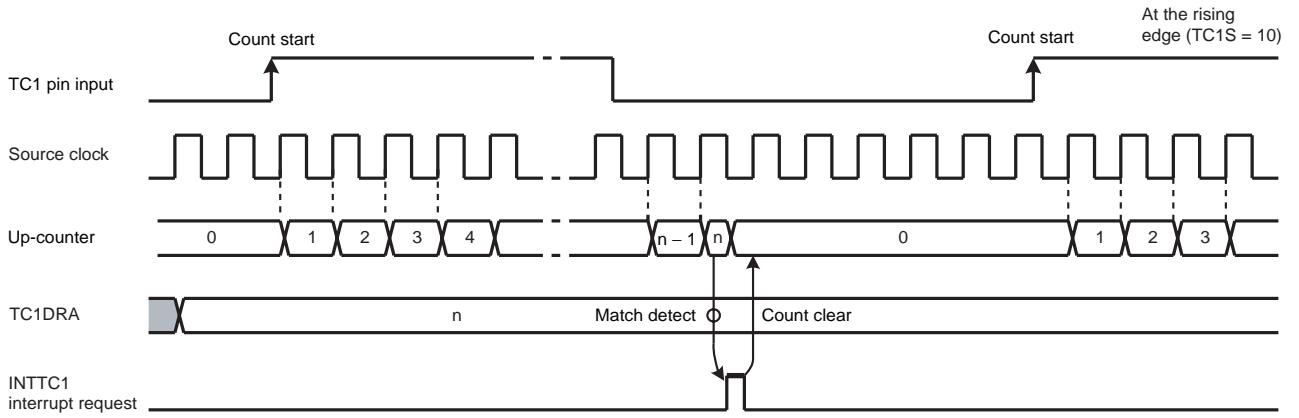 At the rising
edge (TC1S = 10)
Count start
Count start
TC1 pin input
Source clock
Up-counter
0 1 2 3 4 n – 1 n 0 1 2 3
TC1DRA
n
Match detect
Count clear
INTTC1
interrupt request